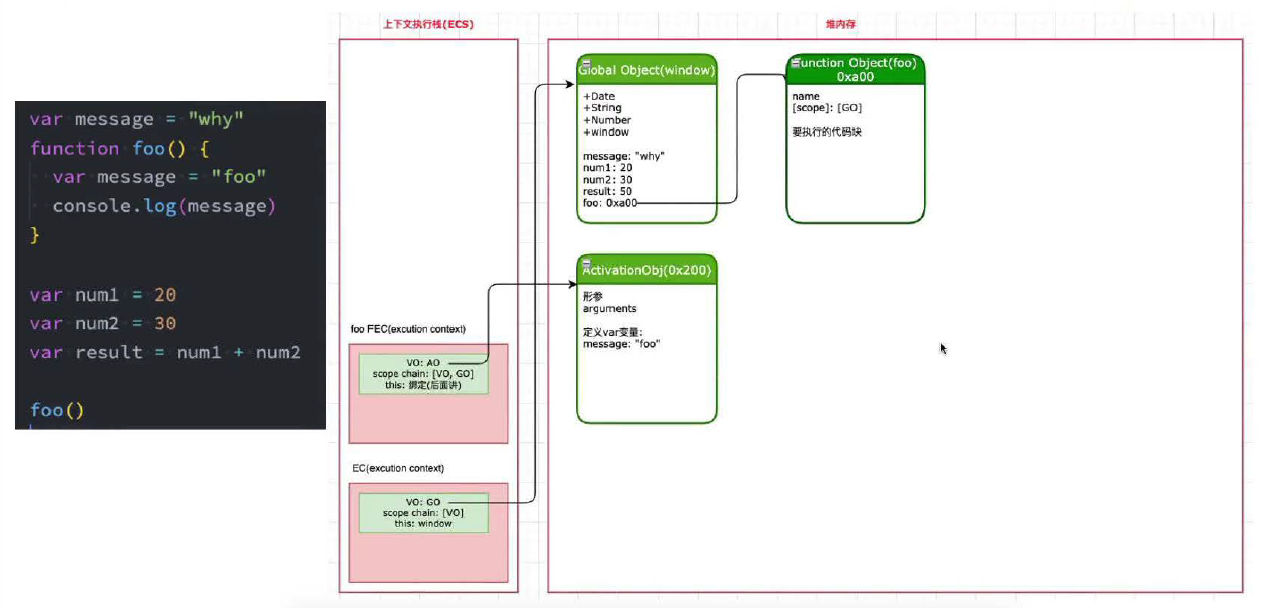 var message = "why"
function foo() {
var message = "foo"
console.log(message)
}
var num1 = 20
var num2 = 30
var result = num1 + num2
foo()
上下文执行栈(ECS)
foo FEC(excution context)
VO: AO
scope chain: [VO, GO]
this: 绑定(后面讲)
EC(excution context)
VO: GO
scope chain: [VO]
this: window
堆内存
Global Object(window)
+Date
+String
+Number
+window
message: "why"
num1: 20
num2: 30
result: 50
foo: 0xa00
Function Object(foo)
0xa00
name
[scope]: [GO]
要执行的代码块
ActivationObj(0x200)
形参
arguments
定义var变量:
message: "foo"